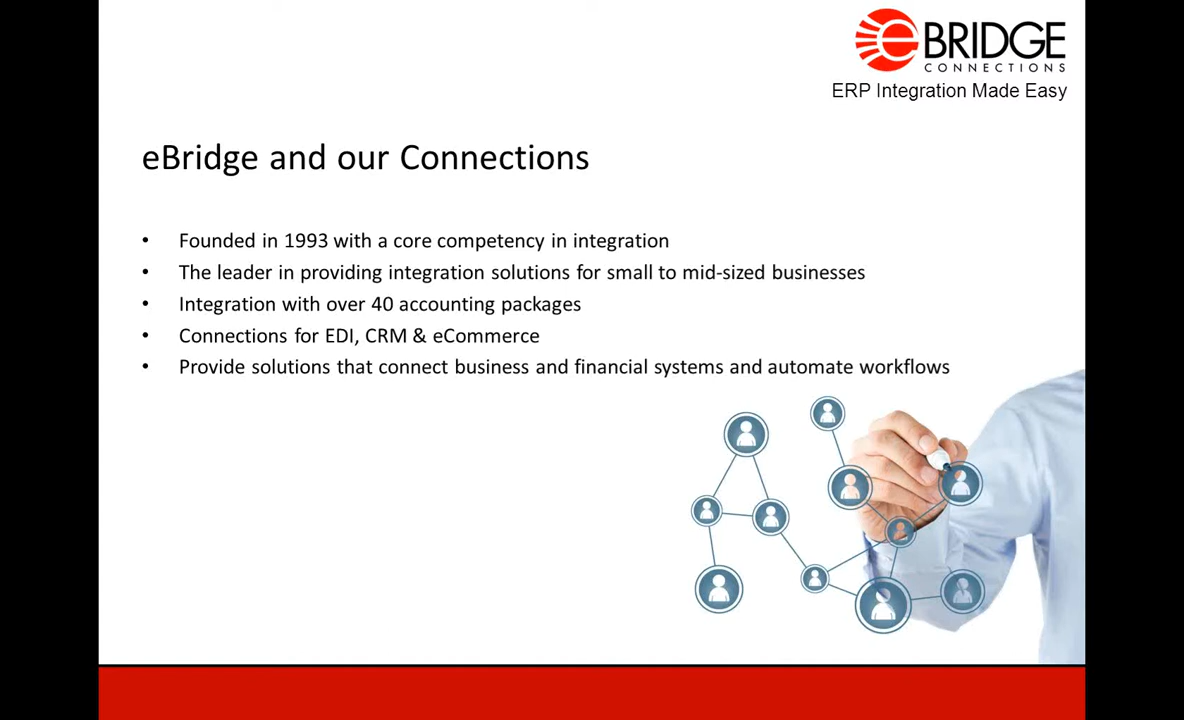 eBRIDGE
CONNECTIONS
ERP Integration Made Easy
eBridge and our Connections
• Founded in 1993 with a core competency in integration
• The leader in providing integration solutions for small to mid-sized businesses
• Integration with over 40 accounting packages
• Connections for EDI, CRM & eCommerce
• Provide solutions that connect business and financial systems and automate workflows